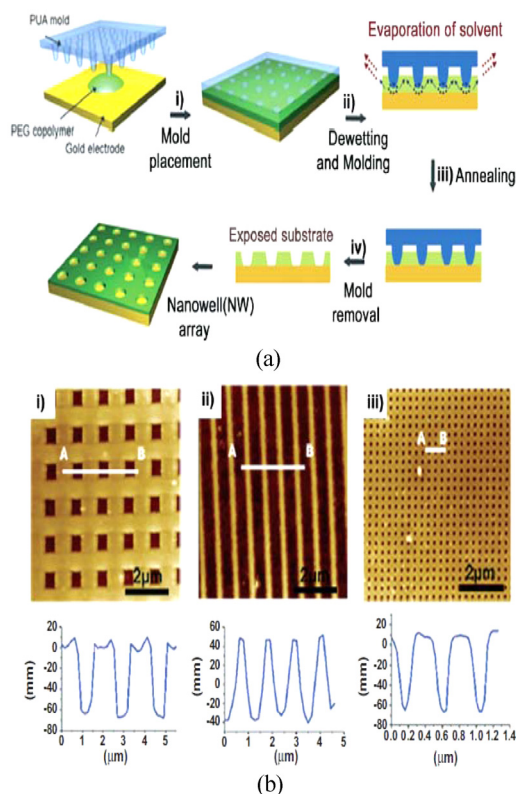 PUA mold
PEG copolymer
Gold electrode
i)
Mold
placement
ii)
Dewetting
and Molding
Evaporation of solvent
iii) Annealing
Exposed substrate
iv)
Mold
removal
Nanowell(NW)
array
(a)
i)
A B
2μm
ii)
A B
2μm
iii)
A B
2μm
20
0
-20
-40
-60
-80
(mm)
0 1 2 3 4 5
(μm)
60
40
20
0
-20
-40
(mm)
0 1 2 3 4 5
(μm)
20
0
-20
-40
-60
-80
(mm)
0.0 0.2 0.4 0.6 0.8 1.0 1.2 1.4
(μm)
(b)